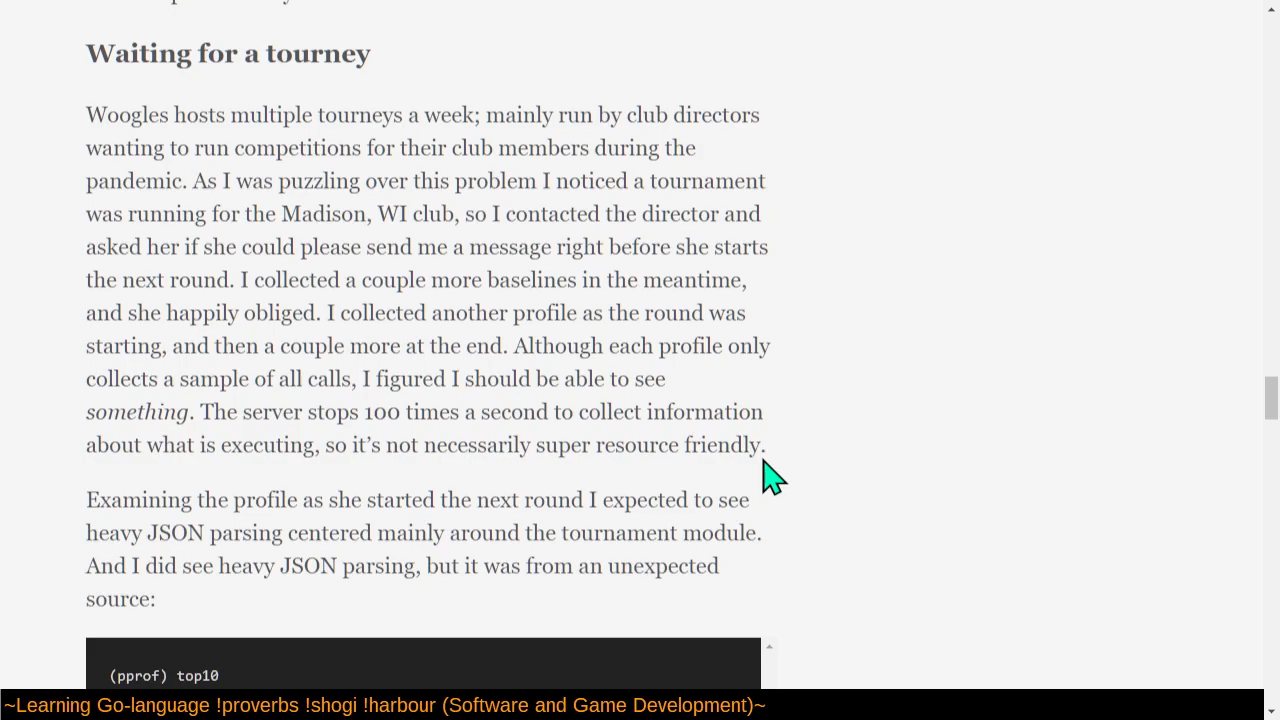 Waiting for a tourney
Woogles hosts multiple tourneys a week; mainly run by club directors
wanting to run competitions for their club members during the
pandemic. As I was puzzling over this problem I noticed a tournament
was running for the Madison, WI club, so I contacted the director and
asked her if she could please send me a message right before she starts
the next round. I collected a couple more baselines in the meantime,
and she happily obliged. I collected another profile as the round was
starting, and then a couple more at the end. Although each profile only
collects a sample of all calls, I figured I should be able to see
something. The server stops 100 times a second to collect information
about what is executing, so it’s not necessarily super resource friendly.
Examining the profile as she started the next round I expected to see
heavy JSON parsing centered mainly around the tournament module.
And I did see heavy JSON parsing, but it was from an unexpected
source:
(pprof) top10
~Learning Go-language !proverbs !shogi !harbour (Software and Game Development)~